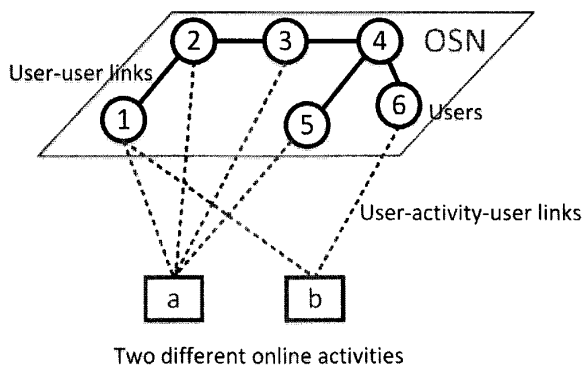 2 3 4 OSN
User-user links
1 5 6 Users
User-activity-user links
a b
Two different online activities